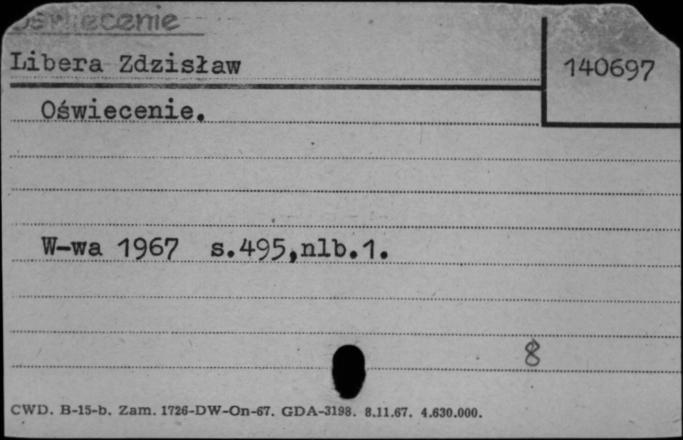 Oświecenie
Libera Zdzisław
140697
Oświecenie.
W-wa 1967 s.495,nlb.1.
8
CWD. B-15-b. Zam. 1726-DW-On-67. GDA-3198. 8.11.67. 4.630.000.